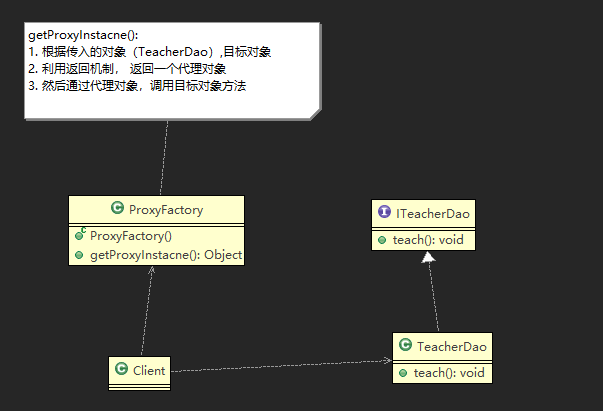 getProxyInstacne():
1. 根据传入的对象（TeacherDao）,目标对象
2. 利用返回机制， 返回一个代理对象
3. 然后通过代理对象，调用目标对象方法
C ProxyFactory
C ProxyFactory()
getProxyInstacne(): Object
I ITeacherDao
teach(): void
C Client
C TeacherDao
teach(): void